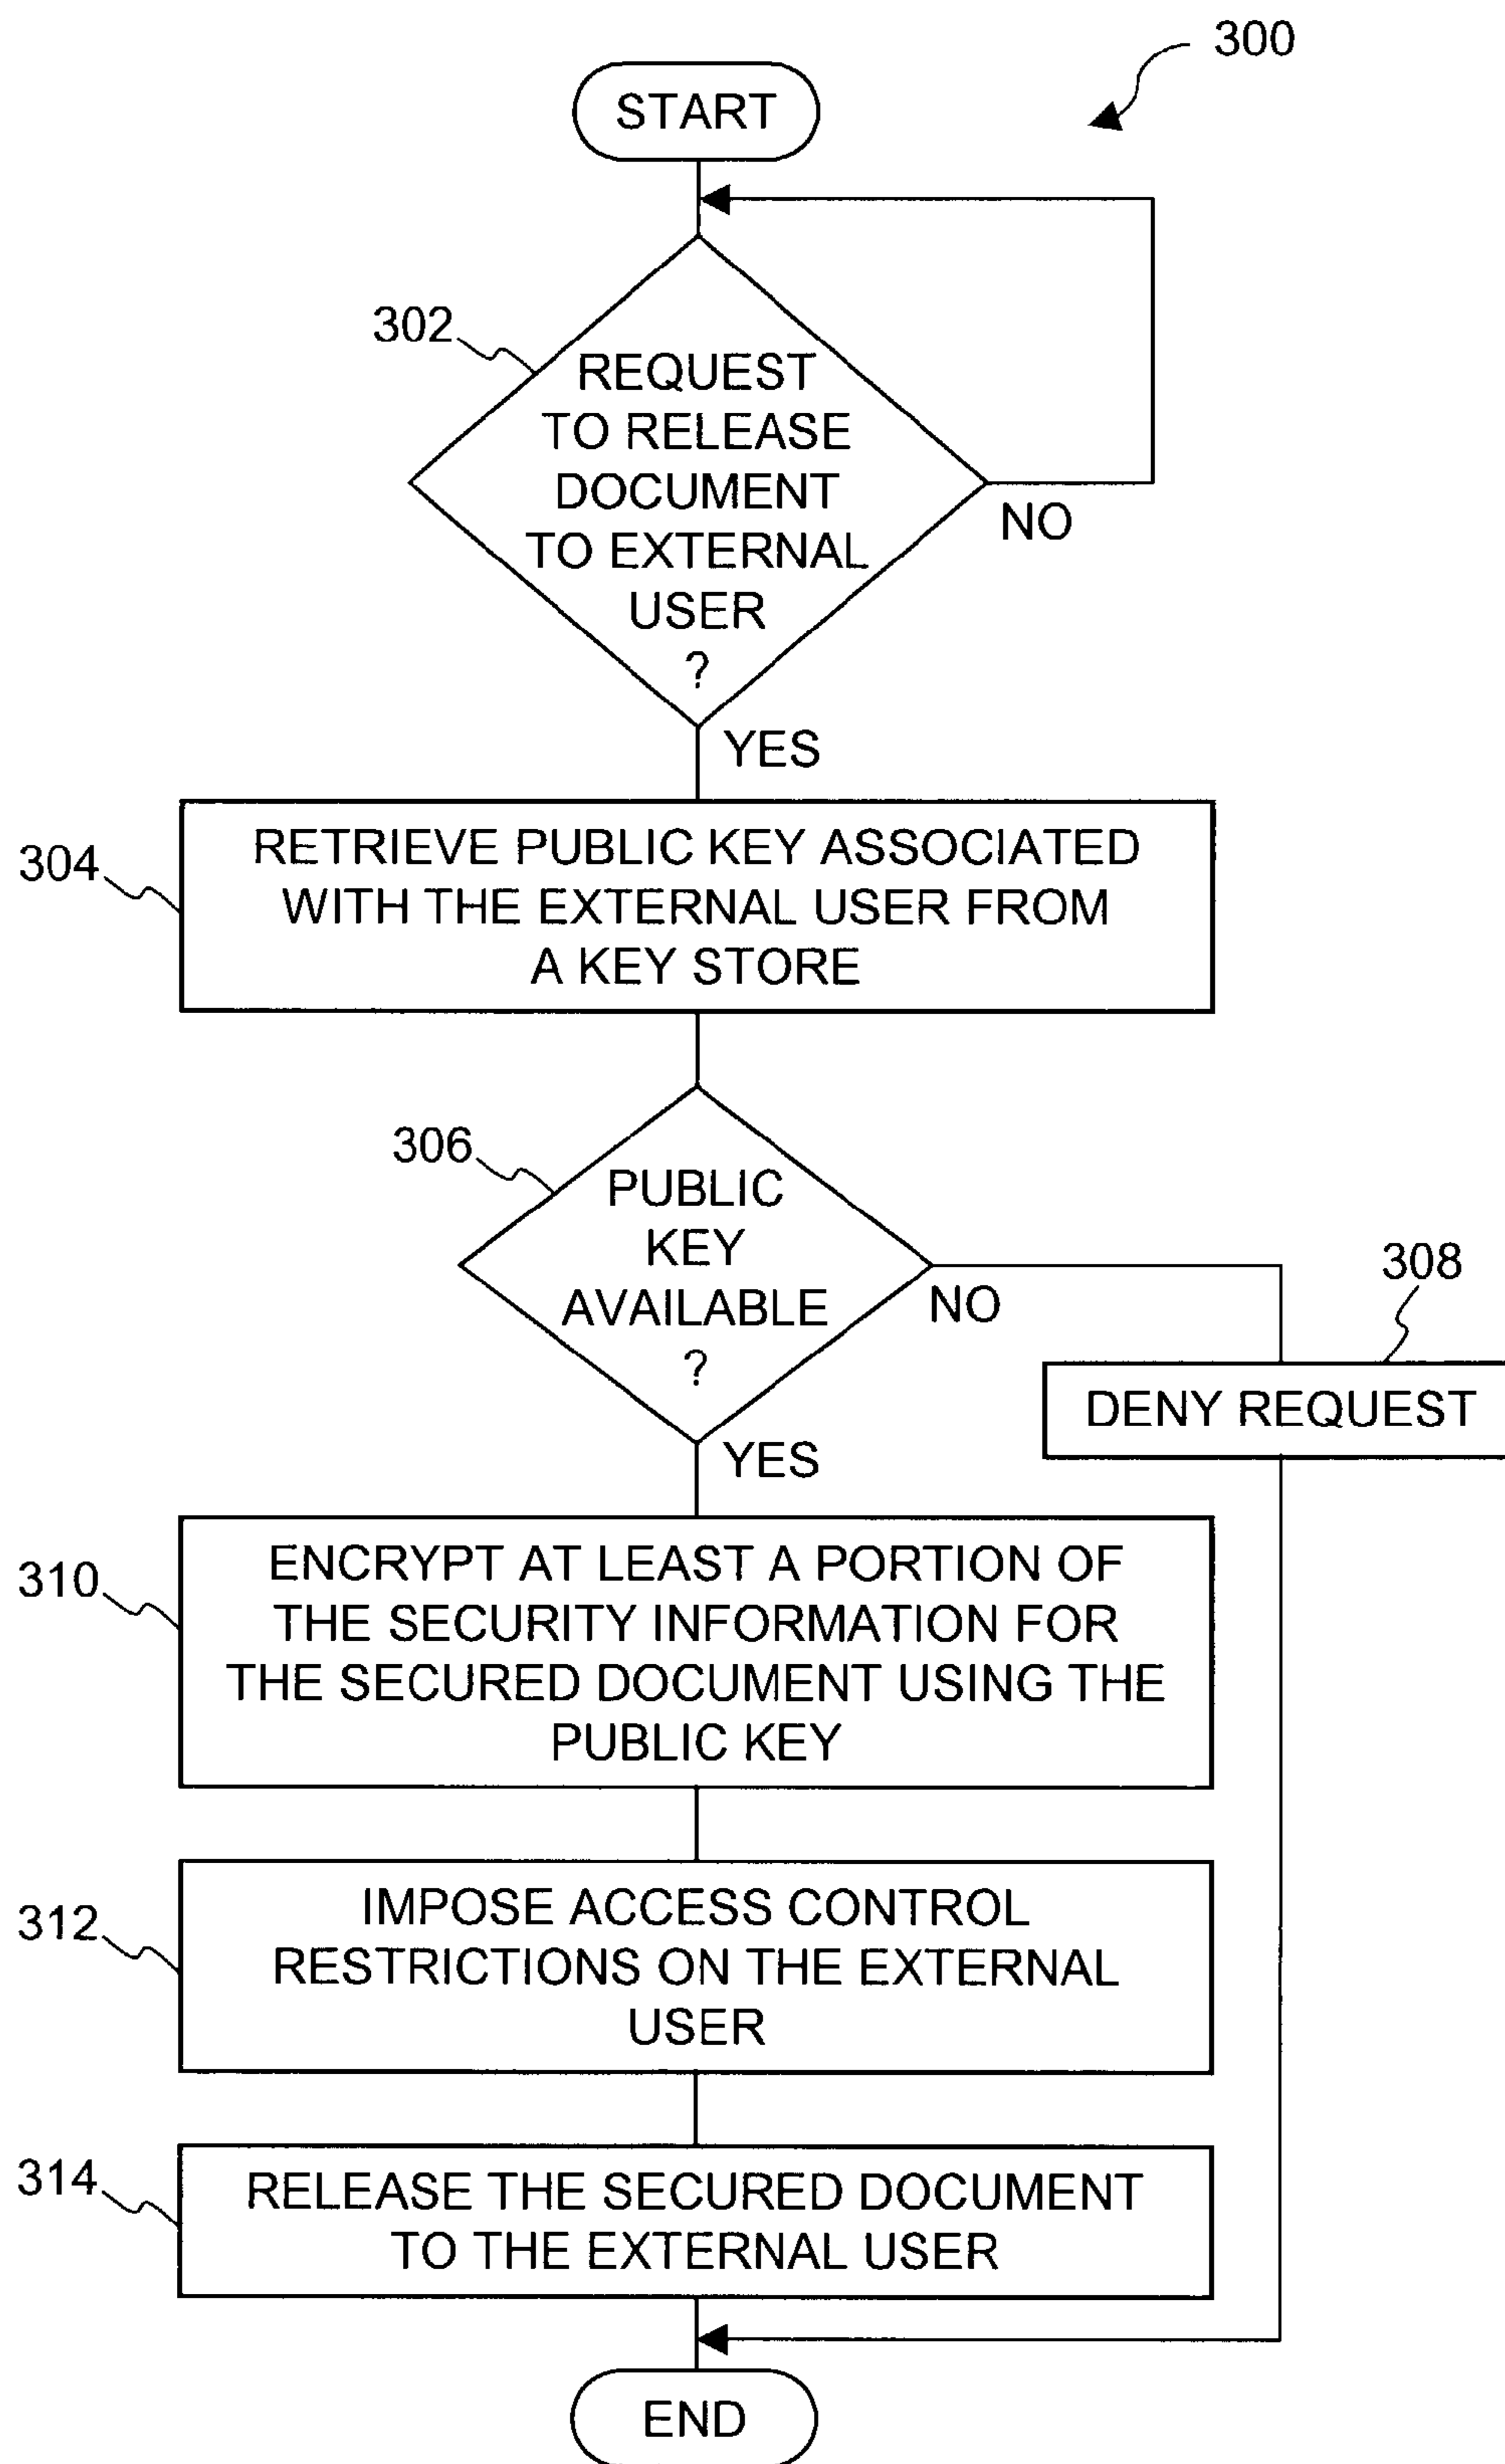 300
START
302
REQUEST
TO RELEASE
DOCUMENT
TO EXTERNAL
USER
?
NO
YES
304
RETRIEVE PUBLIC KEY ASSOCIATED
WITH THE EXTERNAL USER FROM
A KEY STORE
306
PUBLIC
KEY
AVAILABLE
?
NO
308
DENY REQUEST
YES
310
ENCRYPT AT LEAST A PORTION OF
THE SECURITY INFORMATION FOR
THE SECURED DOCUMENT USING THE
PUBLIC KEY
312
IMPOSE ACCESS CONTROL
RESTRICTIONS ON THE EXTERNAL
USER
314
RELEASE THE SECURED DOCUMENT
TO THE EXTERNAL USER
END